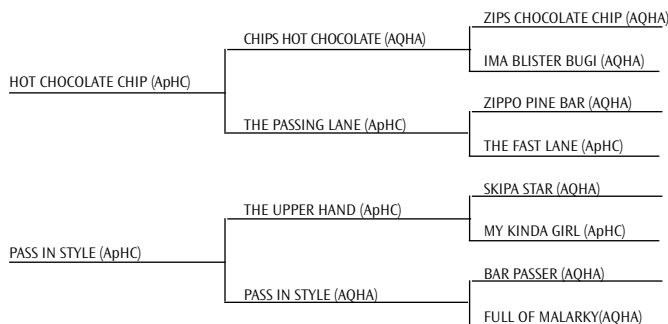 ZIPS CHOCOLATE CHIP (AQHA)
CHIPS HOT CHOCOLATE (AQHA)
IMA BLISTER BUGI (AQHA)
HOT CHOCOLATE CHIP (ApHC)
ZIPPO PINE BAR (AQHA)
THE PASSING LANE (ApHC)
THE FAST LANE (ApHC)
SKIPA STAR (AQHA)
THE UPPER HAND (ApHC)
MY KINDA GIRL (ApHC)
PASS IN STYLE (ApHC)
BAR PASSER (AQHA)
PASS IN STYLE (AQHA)
FULL OF MALARKY(AQHA)